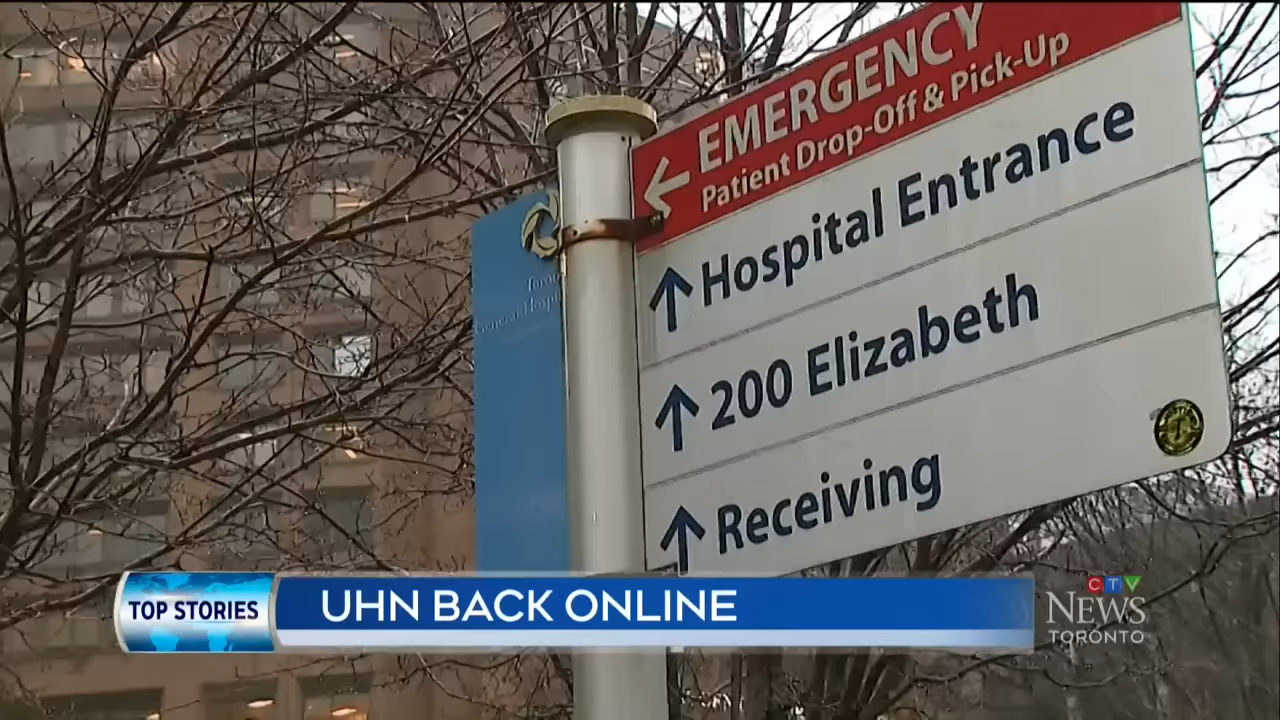 EMERGENCY
Patient Drop-Off & Pick-Up
Hospital Entrance
200 Elizabeth
Receiving
General
TOP STORIES
UHN BACK ONLINE
CTV
NEWS
TORONTO